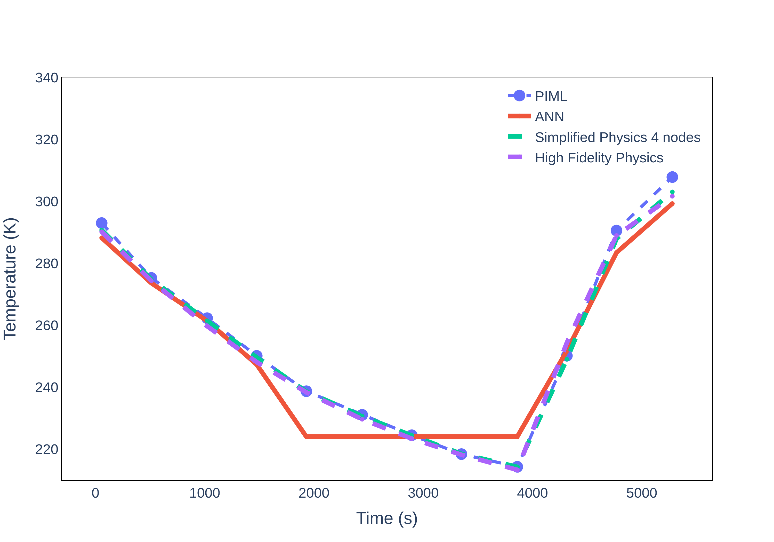 340
320
300
280
260
240
220
0
1000
2000
3000
4000
5000
Time (s)
Temperature (K)
PIML
ANN
Simplified Physics 4 nodes
High Fidelity Physics